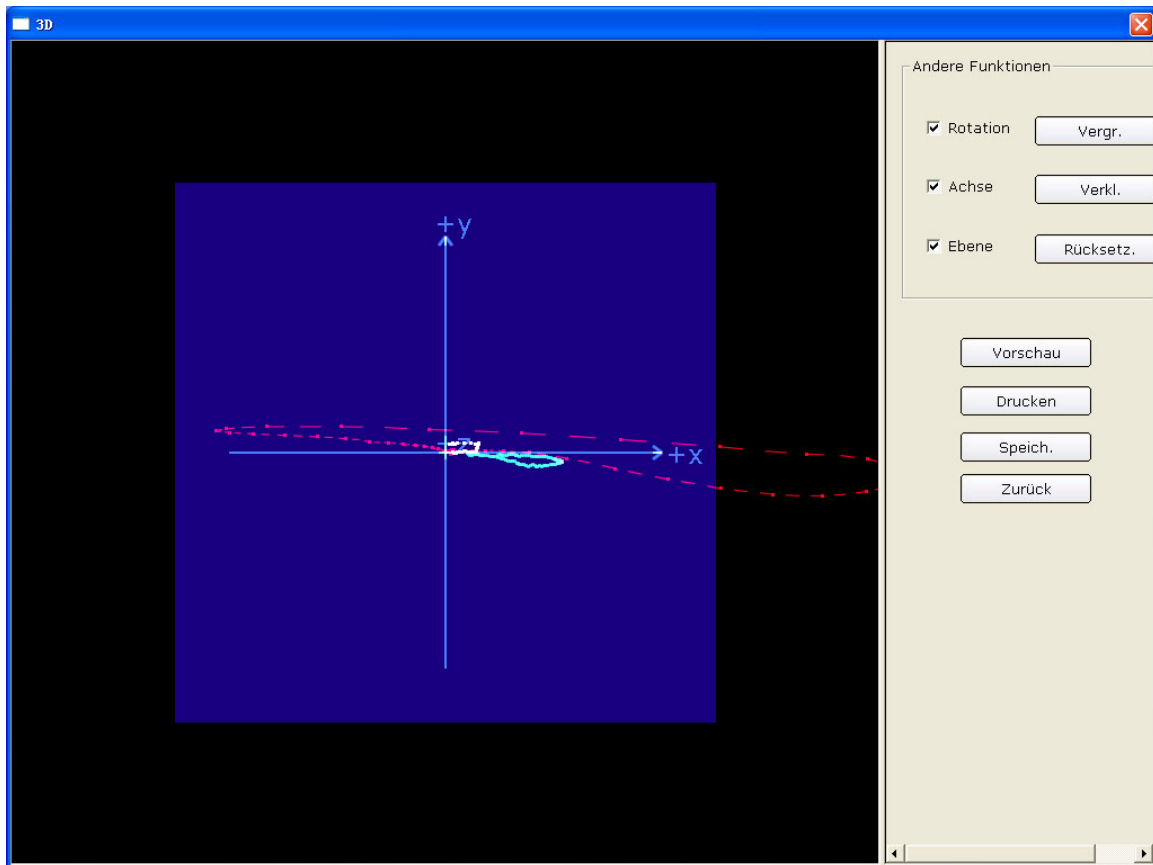 3D
Andere Funktionen
Rotation
Vergr.
Achse
Verkl.
Ebene
Rücksetz.
+y
+z
+x
Vorschau
Drucken
Speich.
Zurück